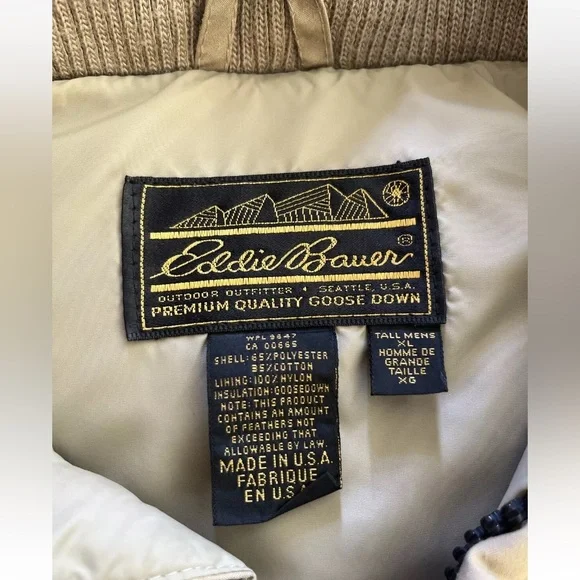 Eddie Bauer®
OUTDOOR OUTFITTER • SEATTLE, U.S.A.
PREMIUM QUALITY GOOSE DOWN
WPL 9647
CA 00665
SHELL: 65% POLYESTER
35% COTTON
LINING: 100% NYLON
INSULATION: GOOSEDOWN
NOTE: THIS PRODUCT
CONTAINS AN AMOUNT
OF FEATHERS NOT
EXCEEDING THAT
ALLOWABLE BY LAW.
MADE IN U.S.A.
FABRIQUE
EN U.S.A
TALL MENS
XL
HOMME DE
GRANDE
TAILLE
XG